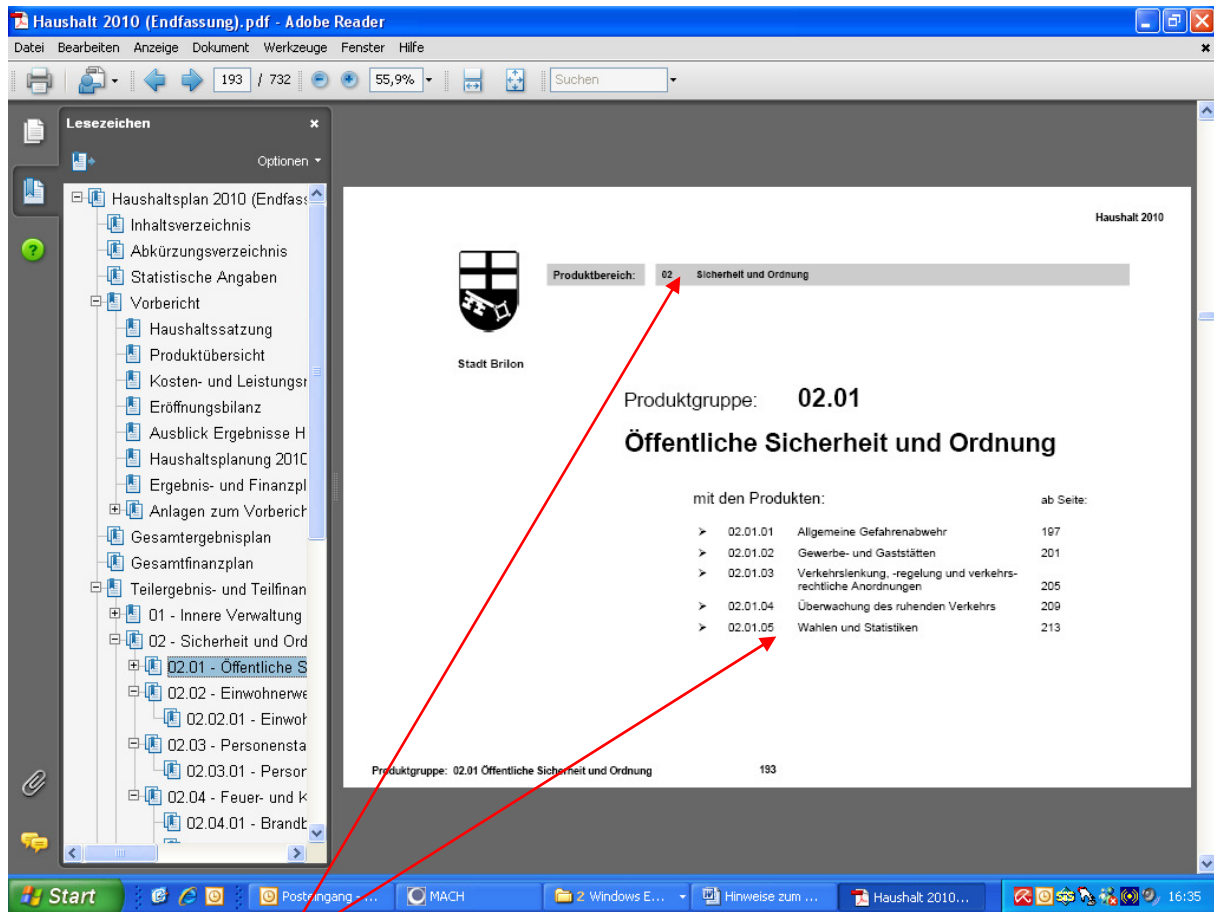 Haushalt 2010 (Endfassung).pdf - Adobe Reader
Datei Bearbeiten Anzeige Dokument Werkzeuge Fenster Hilfe
193 / 732 55,9% Suchen
Lesezeichen
Optionen
Haushaltsplan 2010 (Endfass
Inhaltsverzeichnis
Abkürzungsverzeichnis
Statistische Angaben
Vorbericht
Haushaltssatzung
Produktübersicht
Kosten- und Leistungsr
Eröffnungsbilanz
Ausblick Ergebnisse H
Haushaltsplanung 2010
Ergebnis- und Finanzpl
Anlagen zum Vorberich
Gesamtergebnisplan
Gesamtfinanzplan
Teilergebnis- und Teilfinan
01 - Innere Verwaltung
02 - Sicherheit und Ord
02.01 - Öffentliche S
02.02 - Einwohnerwe
02.02.01 - Einwoh
02.03 - Personensta
02.03.01 - Person
02.04 - Feuer- und K
02.04.01 - Brandb
Haushalt 2010
Produktbereich: 02 Sicherheit und Ordnung
Stadt Brilon
Produktgruppe: 02.01
Öffentliche Sicherheit und Ordnung
mit den Produkten: ab Seite:
➢ 02.01.01 Allgemeine Gefahrenabwehr 197
➢ 02.01.02 Gewerbe- und Gaststätten 201
➢ 02.01.03 Verkehrslenkung, -regelung und verkehrs-
rechtliche Anordnungen 205
➢ 02.01.04 Überwachung des ruhenden Verkehrs 209
➢ 02.01.05 Wahlen und Statistiken 213
Produktgruppe: 02.01 Öffentliche Sicherheit und Ordnung 193
Start Posteingang - ... MACH 2 Windows E... Hinweise zum ... Haushalt 2010... 16:35